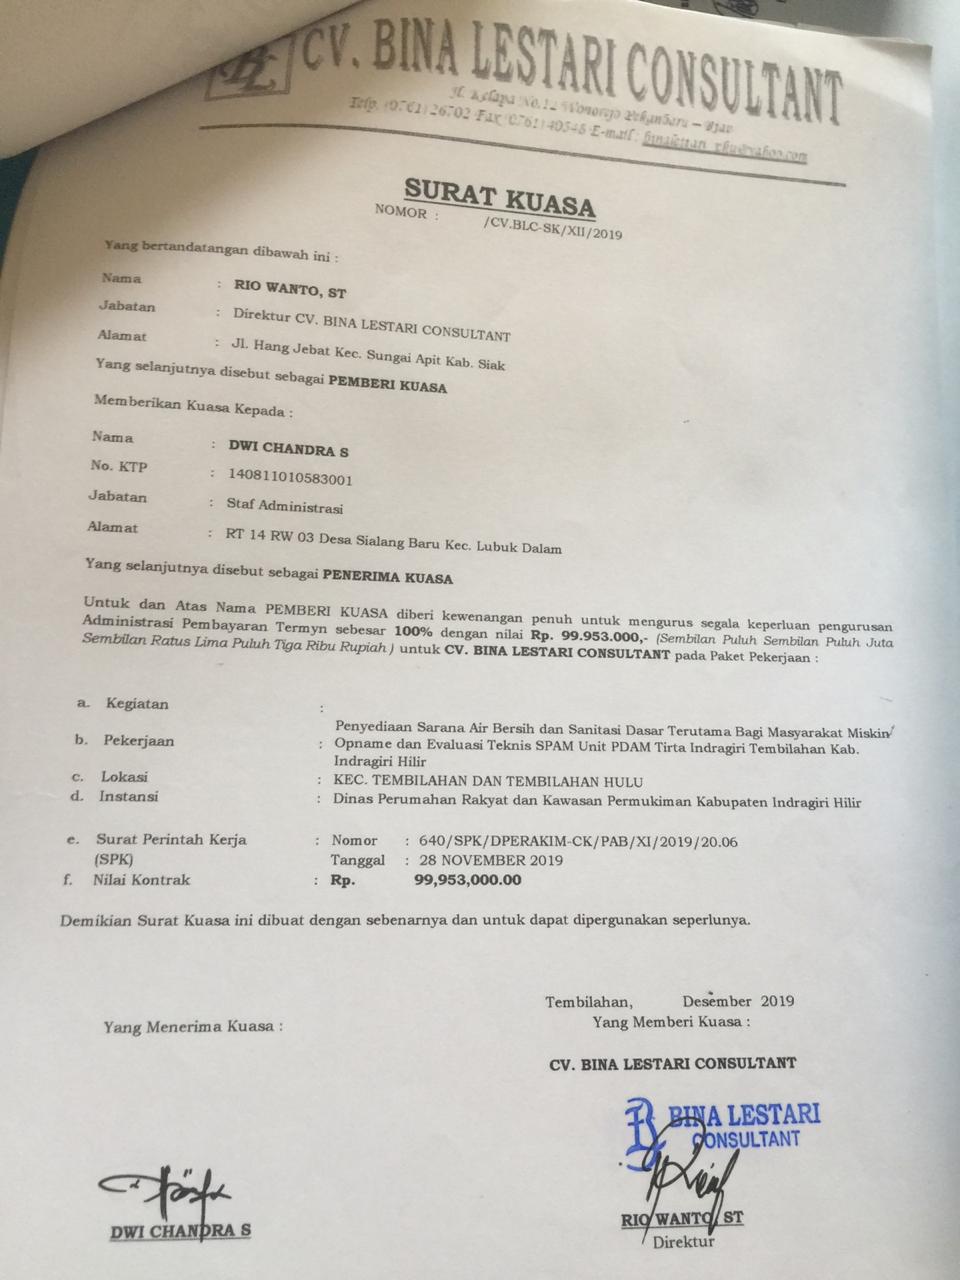 CV. BINA LESTARI CONSULTANT
Jl. Kelapa No.12 Wonorejo Pekanbaru – Riau
Telp. (0761) 26702 Fax (0761) 40548 E-mail :
SURAT KUASA
NOMOR : /CV.BLC-SK/XII/2019
Yang bertandatangan dibawah ini :
Nama : RIO WANTO, ST
Jabatan : Direktur CV. BINA LESTARI CONSULTANT
Alamat : Jl. Hang Jebat Kec. Sungai Apit Kab. Siak
Yang selanjutnya disebut sebagai PEMBERI KUASA
Memberikan Kuasa Kepada :
Nama : DWI CHANDRA S
No. KTP : 140811010583001
Jabatan : Staf Administrasi
Alamat : RT 14 RW 03 Desa Sialang Baru Kec. Lubuk Dalam
Yang selanjutnya disebut sebagai PENERIMA KUASA
Untuk dan Atas Nama PEMBERI KUASA diberi kewenangan penuh untuk mengurus segala keperluan pengurusan
Administrasi Pembayaran Termyn sebesar 100% dengan nilai Rp. 99.953.000,- (Sembilan Puluh Sembilan Puluh Juta
Sembilan Ratus Lima Puluh Tiga Ribu Rupiah ) untuk CV. BINA LESTARI CONSULTANT pada Paket Pekerjaan :
a. Kegiatan :
Penyediaan Sarana Air Bersih dan Sanitasi Dasar Terutama Bagi Masyarakat Miskin
b. Pekerjaan : Opname dan Evaluasi Teknis SPAM Unit PDAM Tirta Indragiri Tembilahan Kab.
Indragiri Hilir
c. Lokasi : KEC. TEMBILAHAN DAN TEMBILAHAN HULU
d. Instansi : Dinas Perumahan Rakyat dan Kawasan Permukiman Kabupaten Indragiri Hilir
e. Surat Perintah Kerja : Nomor : 640/SPK/DPERAKIM-CK/PAB/XI/2019/20.06
(SPK) Tanggal : 28 NOVEMBER 2019
f. Nilai Kontrak : Rp. 99,953,000.00
Demikian Surat Kuasa ini dibuat dengan sebenarnya dan untuk dapat dipergunakan seperlunya.
Tembilahan, Desember 2019
Yang Menerima Kuasa : Yang Memberi Kuasa :
CV. BINA LESTARI CONSULTANT
BINA LESTARI
CONSULTANT
DWI CHANDRA S RIO WANTO, ST
Direktur